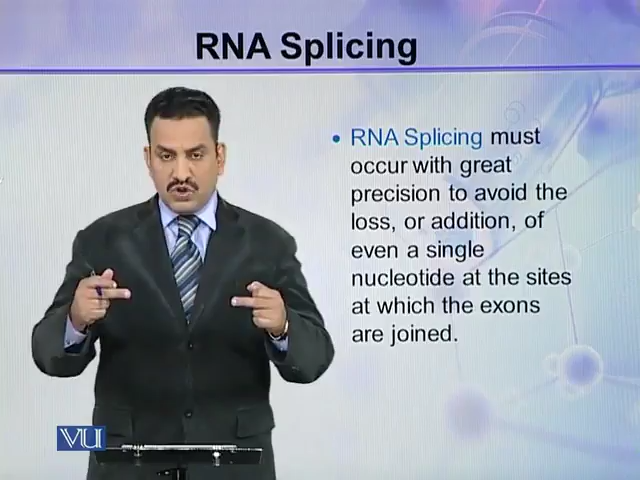 RNA Splicing
• RNA Splicing must
occur with great
precision to avoid the
loss, or addition, of
even a single
nucleotide at the sites
at which the exons
are joined.
VU